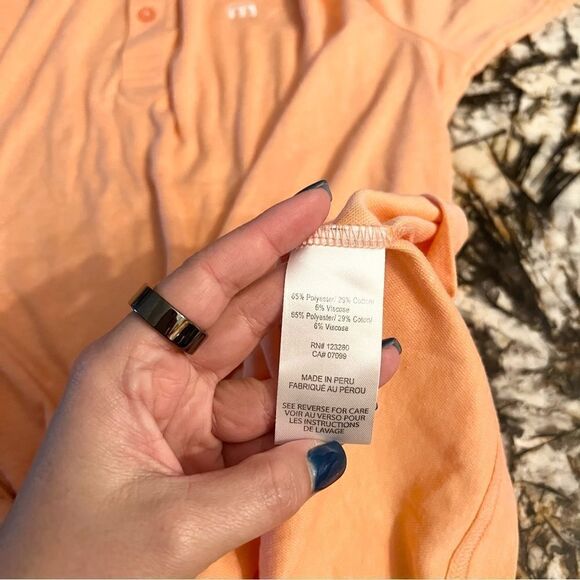 65% Polyester/ 29% Cotton/
6% Viscose
65% Polyester/ 29% Coton/
6% Viscose
RN# 123280
CA# 07099
MADE IN PERU
FABRIQUÉ AU PÉROU
SEE REVERSE FOR CARE
VOIR AU VERSO POUR
LES INSTRUCTIONS
DE LAVAGE